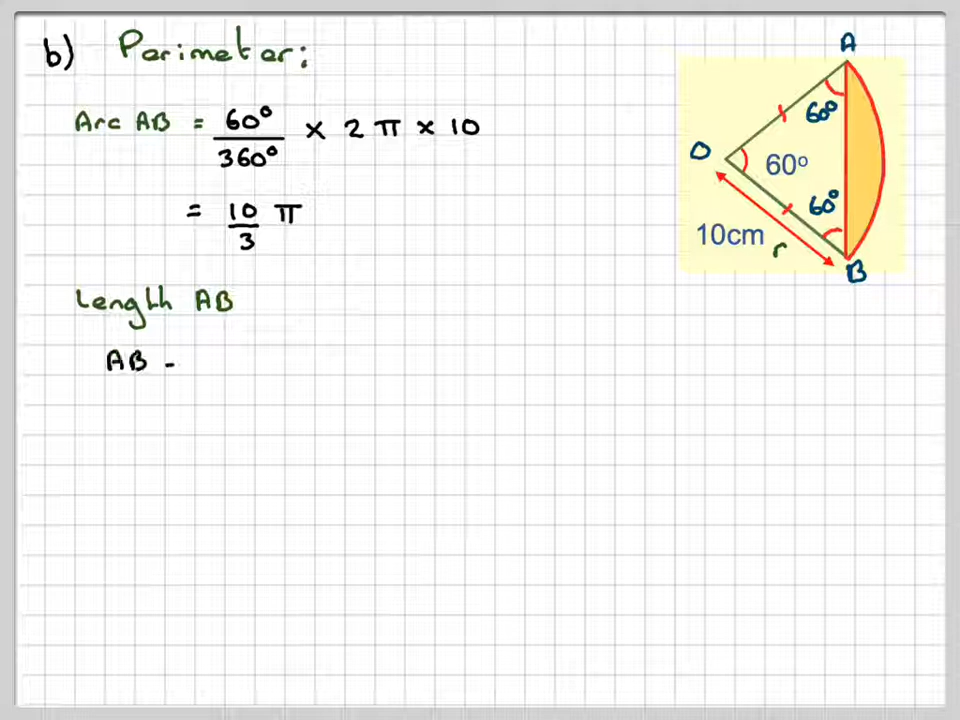 b) Perimeter:
Arc AB = 60°/360° × 2 π × 10
= 10/3 π
Length AB
AB -
A
60°
O
60°
60°
10cm
r
B